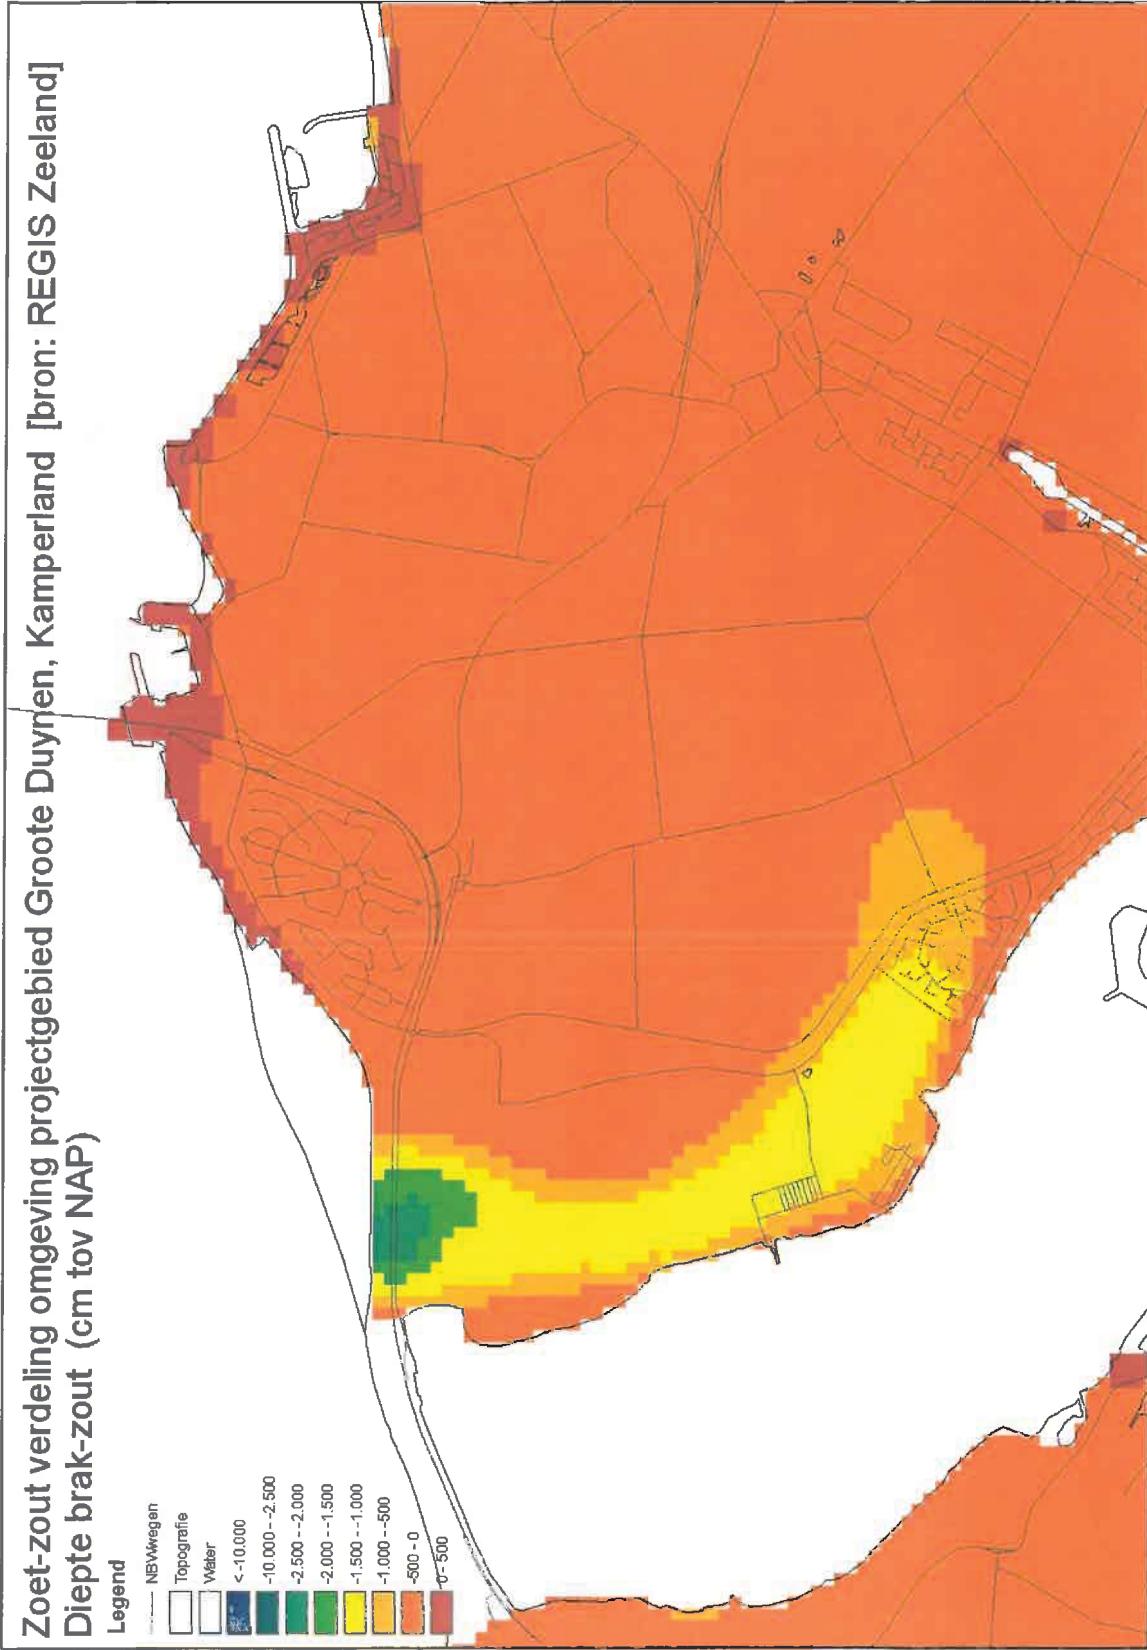 Zoet-zout verdeling omgeving projectgebied Groote Duynen, Kamperland [bron: REGIS Zeeland]
Diepte brak-zout (cm tov NAP)
Legend
NBWwegen
Topografie
Water
< -10.000
-10.000 - -2.500
-2.500 - -2.000
-2.000 - -1.500
-1.500 - -1.000
-1.000 - -500
-500 - 0
0 - 500